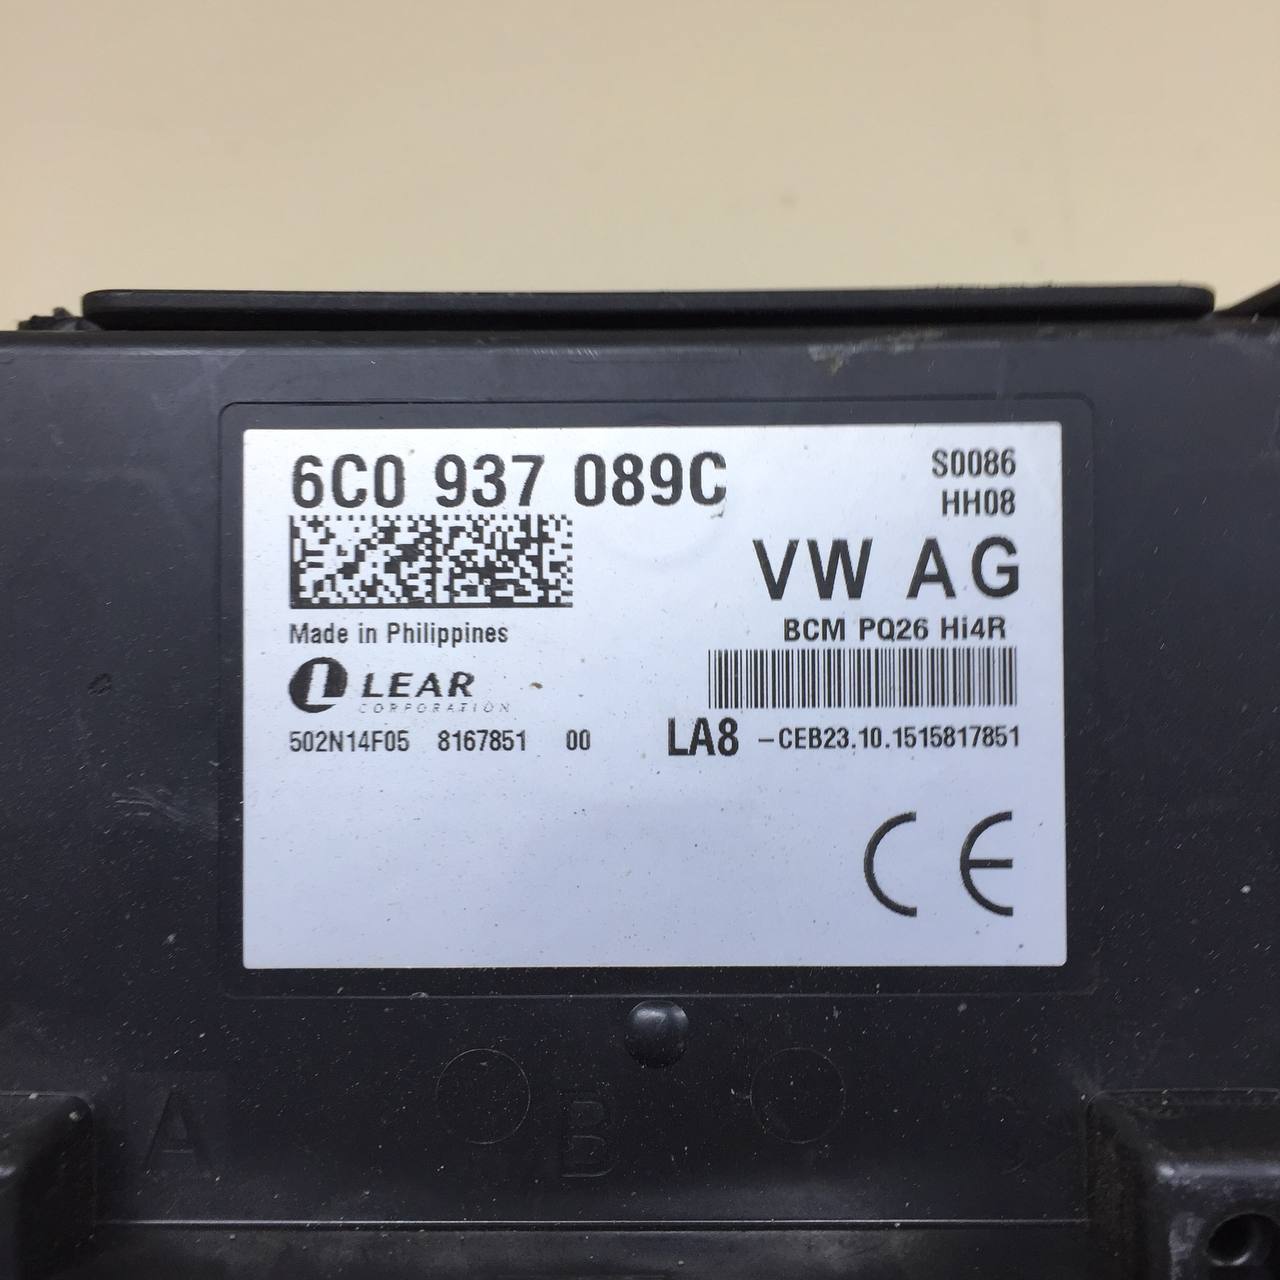 6C0 937 089C
S0086
HH08
VW AG
BCM PQ26 Hi4R
Made in Philippines
LEAR
CORPORATION
502N14F05 8167851 00
LA8 -CEB23.10.1515817851
CE
A B